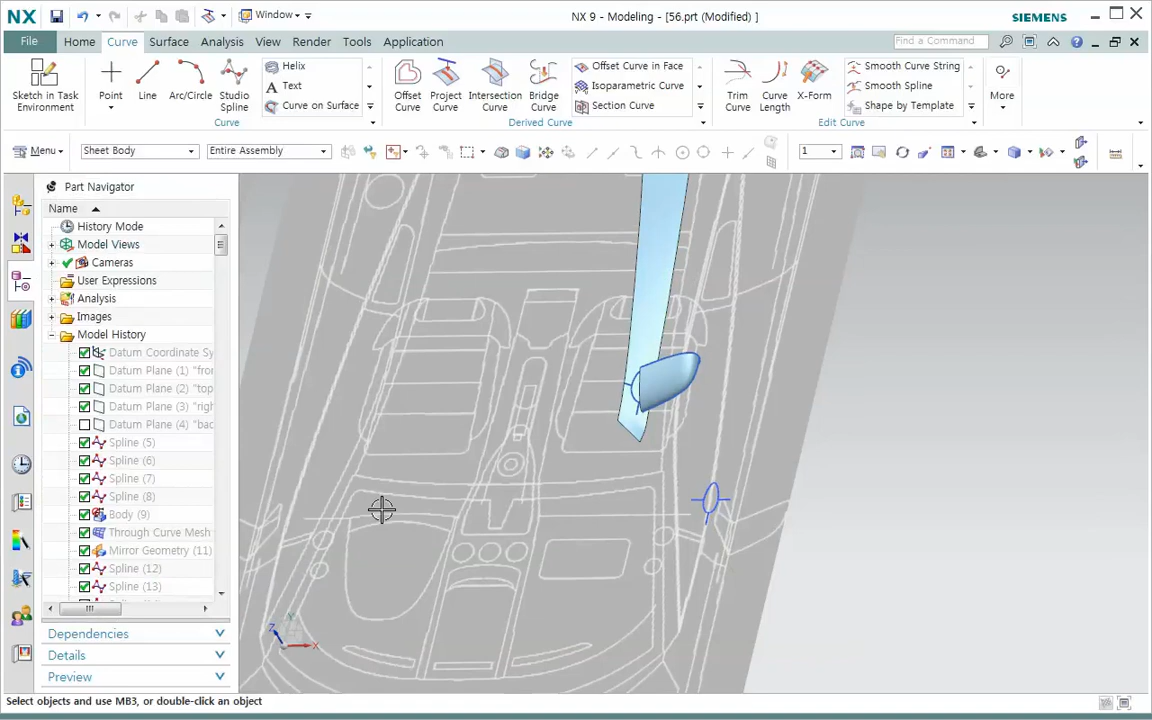 NX
Window
NX 9 - Modeling - [56.prt (Modified) ]
SIEMENS
File
Home
Curve
Surface
Analysis
View
Render
Tools
Application
Find a Command
Sketch in Task
Environment
Point
Line
Arc/Circle
Studio
Spline
Helix
Text
Curve on Surface
Curve
Offset
Curve
Project
Curve
Intersection
Curve
Bridge
Curve
Offset Curve in Face
Isoparametric Curve
Section Curve
Derived Curve
Trim
Curve
Curve
Length
X-Form
Smooth Curve String
Smooth Spline
Shape by Template
Edit Curve
More
Menu
Sheet Body
Entire Assembly
1
Part Navigator
Name
History Mode
Model Views
Cameras
User Expressions
Analysis
Images
Model History
Datum Coordinate Sy
Datum Plane (1) "fro
Datum Plane (2) "top
Datum Plane (3) "righ
Datum Plane (4) "bac
Spline (5)
Spline (6)
Spline (7)
Spline (8)
Body (9)
Through Curve Mesh
Mirror Geometry (11)
Spline (12)
Spline (13)
Dependencies
Details
Preview
Y
Z
X
Select objects and use MB3, or double-click an object